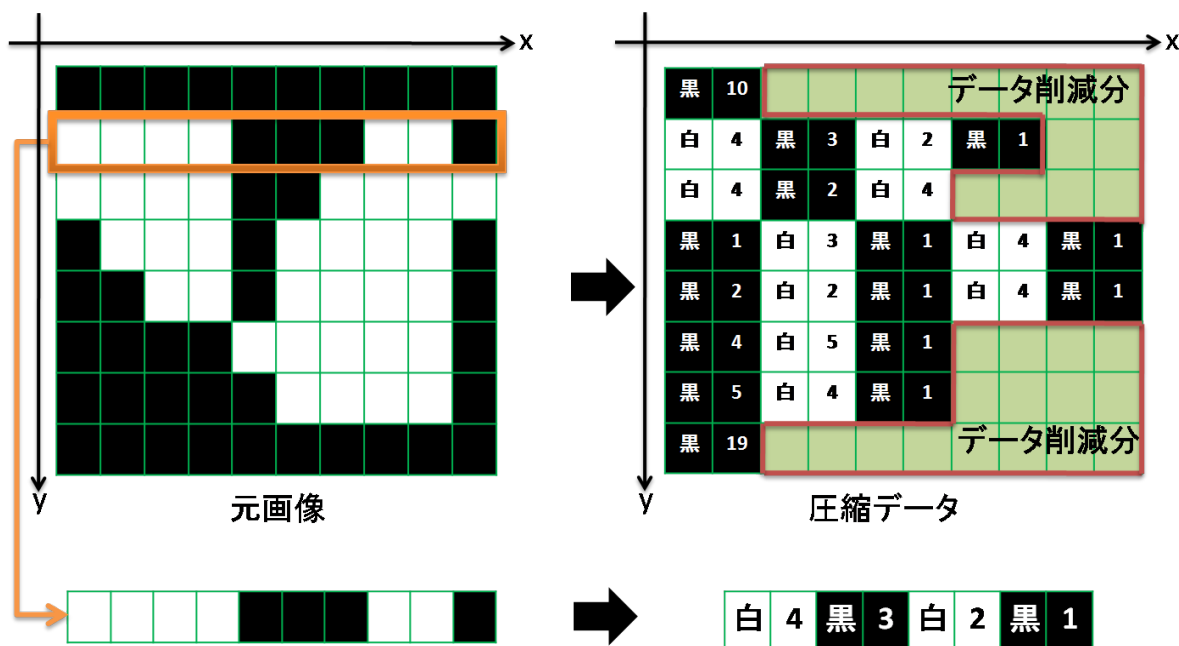 x
x
黒 10 データ削減分
白 4 黒 3 白 2 黒 1
白 4 黒 2 白 4
黒 1 白 3 黒 1 白 4 黒 1
黒 2 白 2 黒 1 白 4 黒 1
黒 4 白 5 黒 1
黒 5 白 4 黒 1
黒 19 データ削減分
y
元画像
y
圧縮データ
白 4 黒 3 白 2 黒 1